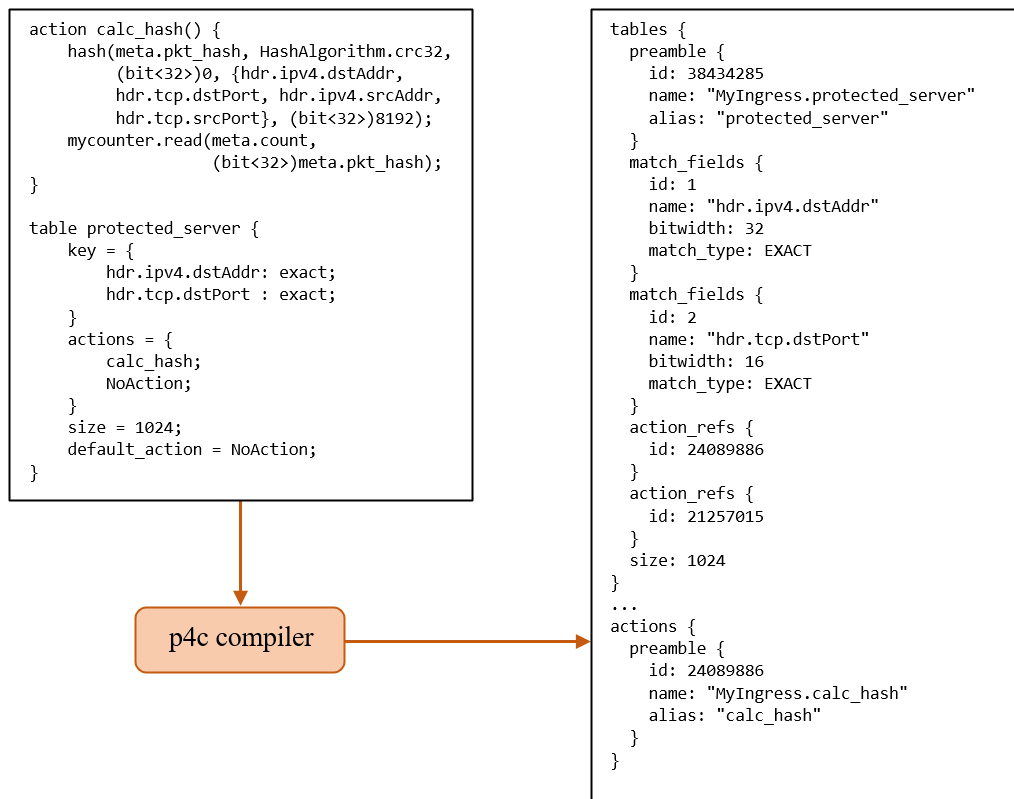 action calc_hash() {
    hash(meta.pkt_hash, HashAlgorithm.crc32,
         (bit<32>)0, {hdr.ipv4.dstAddr,
         hdr.tcp.dstPort, hdr.ipv4.srcAddr,
         hdr.tcp.srcPort}, (bit<32>)8192);
    mycounter.read(meta.count,
                   (bit<32>)meta.pkt_hash);
}

table protected_server {
    key = {
        hdr.ipv4.dstAddr: exact;
        hdr.tcp.dstPort : exact;
    }
    actions = {
        calc_hash;
        NoAction;
    }
    size = 1024;
    default_action = NoAction;
}
p4c compiler
tables {
  preamble {
    id: 38434285
    name: "MyIngress.protected_server"
    alias: "protected_server"
  }
  match_fields {
    id: 1
    name: "hdr.ipv4.dstAddr"
    bitwidth: 32
    match_type: EXACT
  }
  match_fields {
    id: 2
    name: "hdr.tcp.dstPort"
    bitwidth: 16
    match_type: EXACT
  }
  action_refs {
    id: 24089886
  }
  action_refs {
    id: 21257015
  }
  size: 1024
}
...
actions {
  preamble {
    id: 24089886
    name: "MyIngress.calc_hash"
    alias: "calc_hash"
  }
}